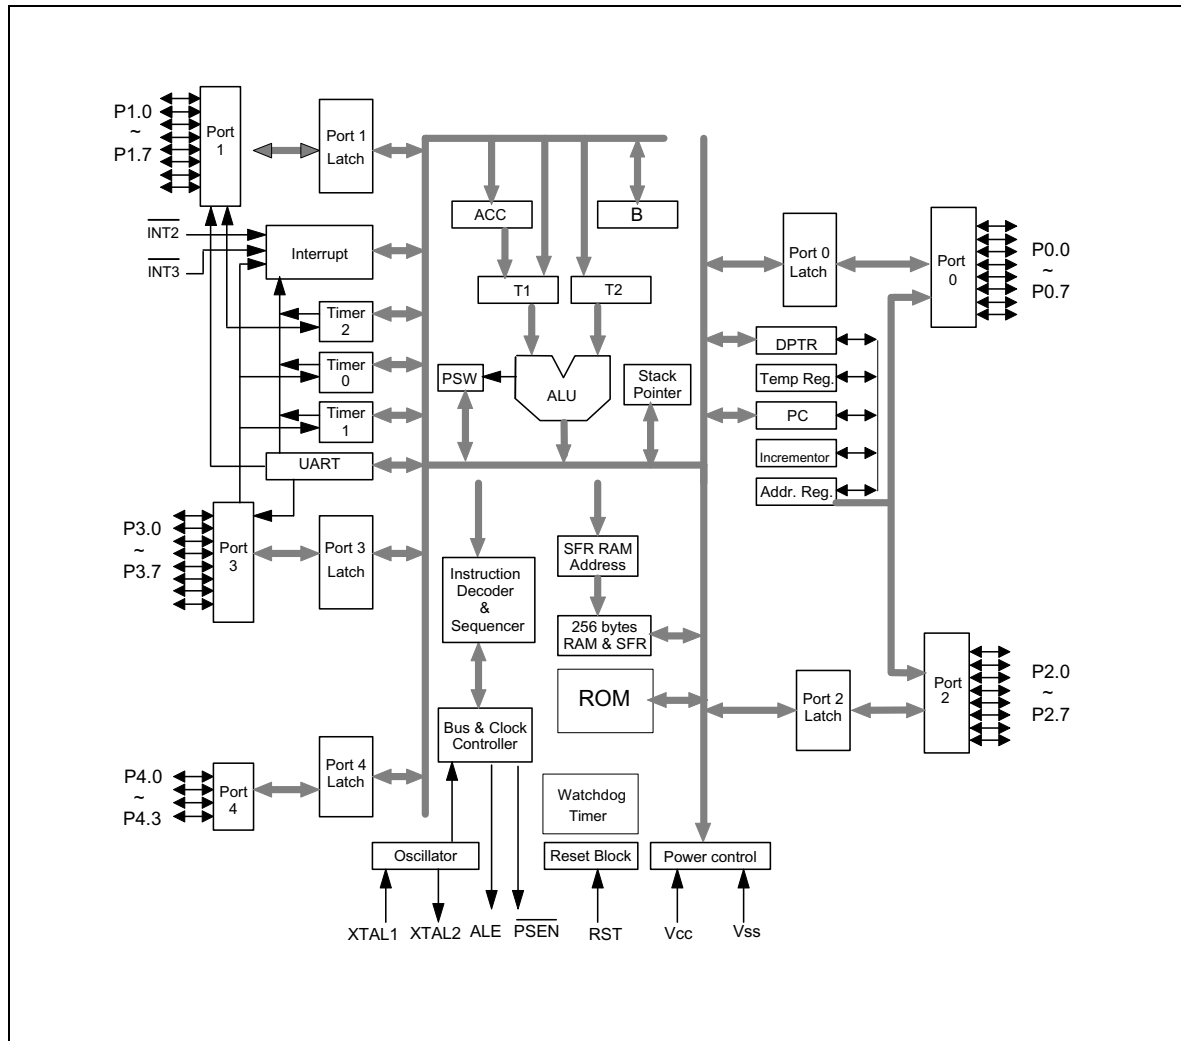 P1.0
~
P1.7
Port
1
Port 1
Latch
INT2
INT3
Interrupt
Timer
2
Timer
0
Timer
1
UART
P3.0
~
P3.7
Port
3
Port 3
Latch
P4.0
~
P4.3
Port
4
Port 4
Latch
ACC
B
T1
T2
PSW
ALU
Stack
Pointer
Instruction
Decoder
&
Sequencer
SFR RAM
Address
256 bytes
RAM & SFR
ROM
Bus & Clock
Controller
Watchdog
Timer
Oscillator
Reset Block
Power control
XTAL1
XTAL2
ALE
PSEN
RST
Vcc
Vss
Port 0
Latch
Port
0
P0.0
~
P0.7
DPTR
Temp Reg.
PC
Incrementor
Addr. Reg.
Port 2
Latch
Port
2
P2.0
~
P2.7